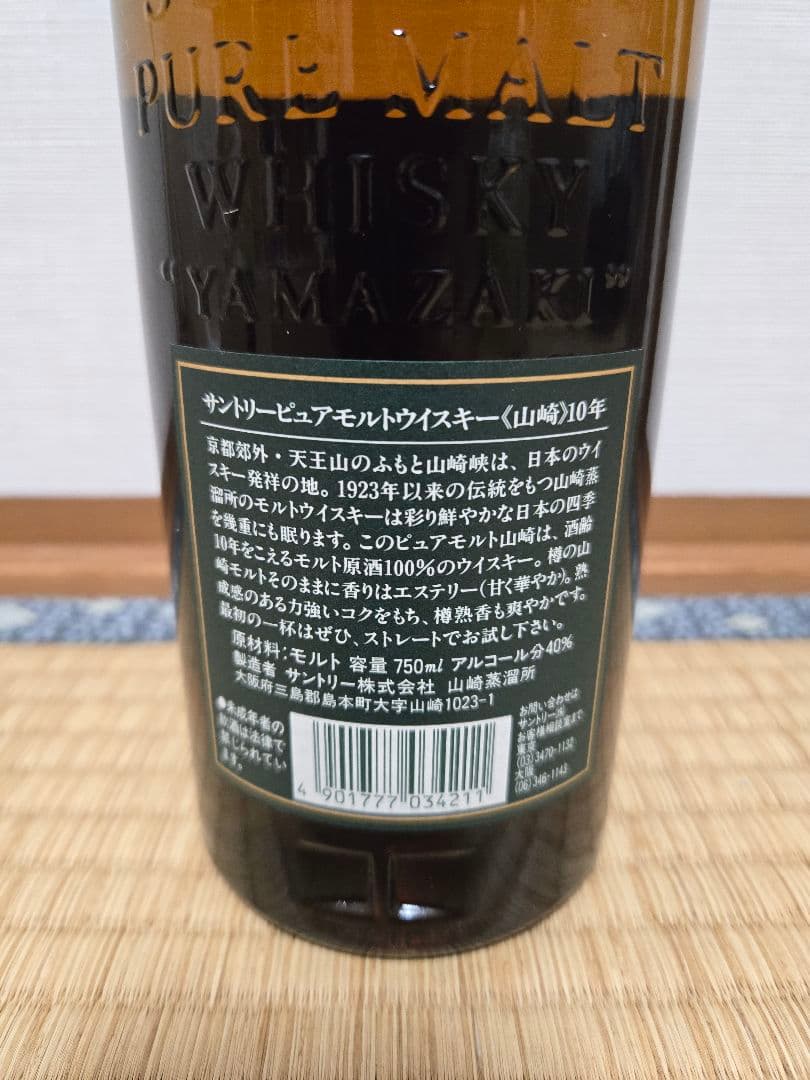 PURE MALT
WHISKY
"YAMAZAKI"
サントリーピュアモルトウイスキー《山崎》10年
京都郊外・天王山のふもと山崎峡は、日本のウイ
スキー発祥の地。1923年以来の伝統をもつ山崎蒸
溜所のモルトウイスキーは彩り鮮やかな日本の四季
を幾重にも眠ります。このピュアモルト山崎は、酒齢
10年をこえるモルト原酒100%のウイスキー。樽の山
崎モルトそのままに香りはエステリー(甘く華やか)。熟
成感のある力強いコクをもち、樽熟香も爽やかです。
最初の一杯はぜひ、ストレートでお試し下さい。
原材料:モルト 容量 750ml アルコール分40%
製造者 サントリー株式会社 山崎蒸溜所
大阪府三島郡島本町大字山崎1023-1
●未成年者の
飲酒は法律で
禁じられてい
ます。
4 901777 034211
お問い合わせは
サントリー㈱
お客様相談室まで
東京
(03)3470-1132
大阪
(06)346-1143